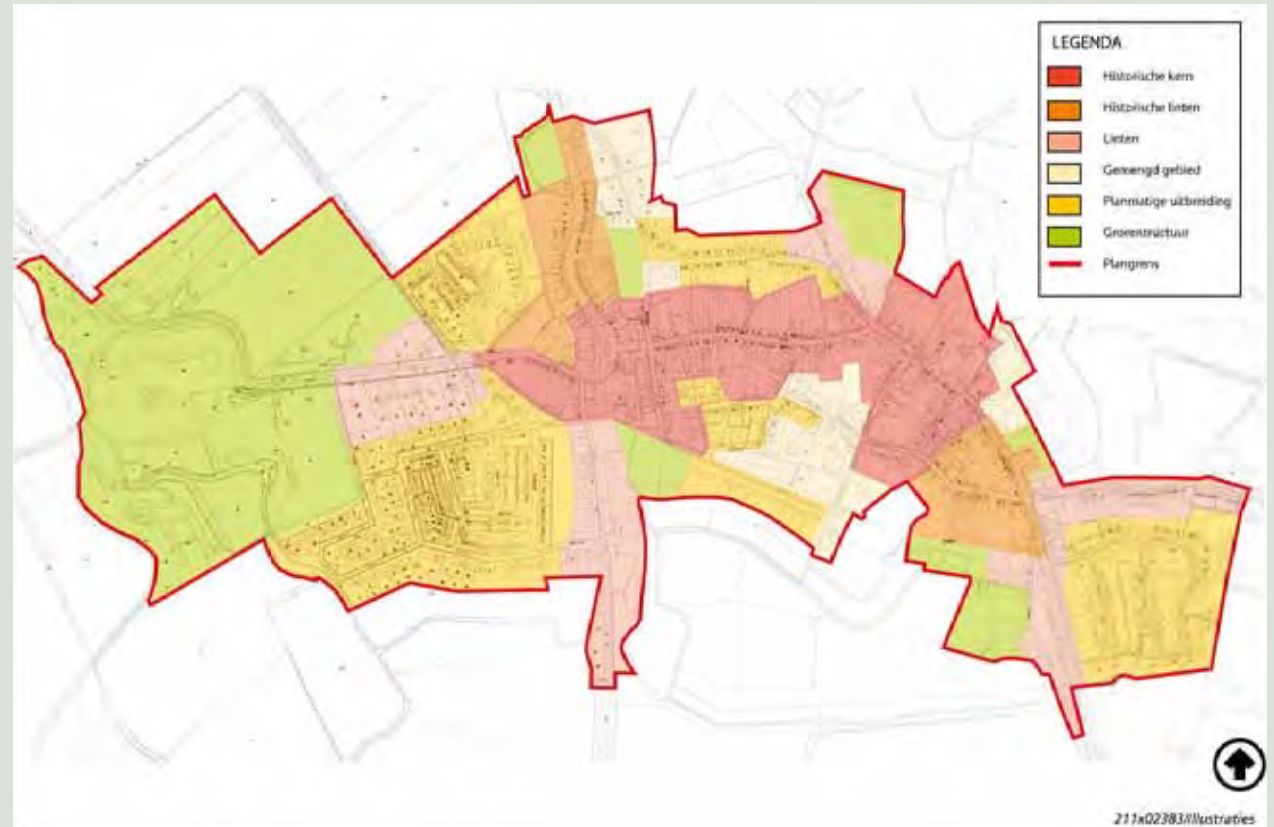 LEGENDA
Historische kern
Historische linten
Linten
Gemengd gebied
Planmatige uitbreiding
Groenstructuur
Plangrens
211x02383/Illustraties